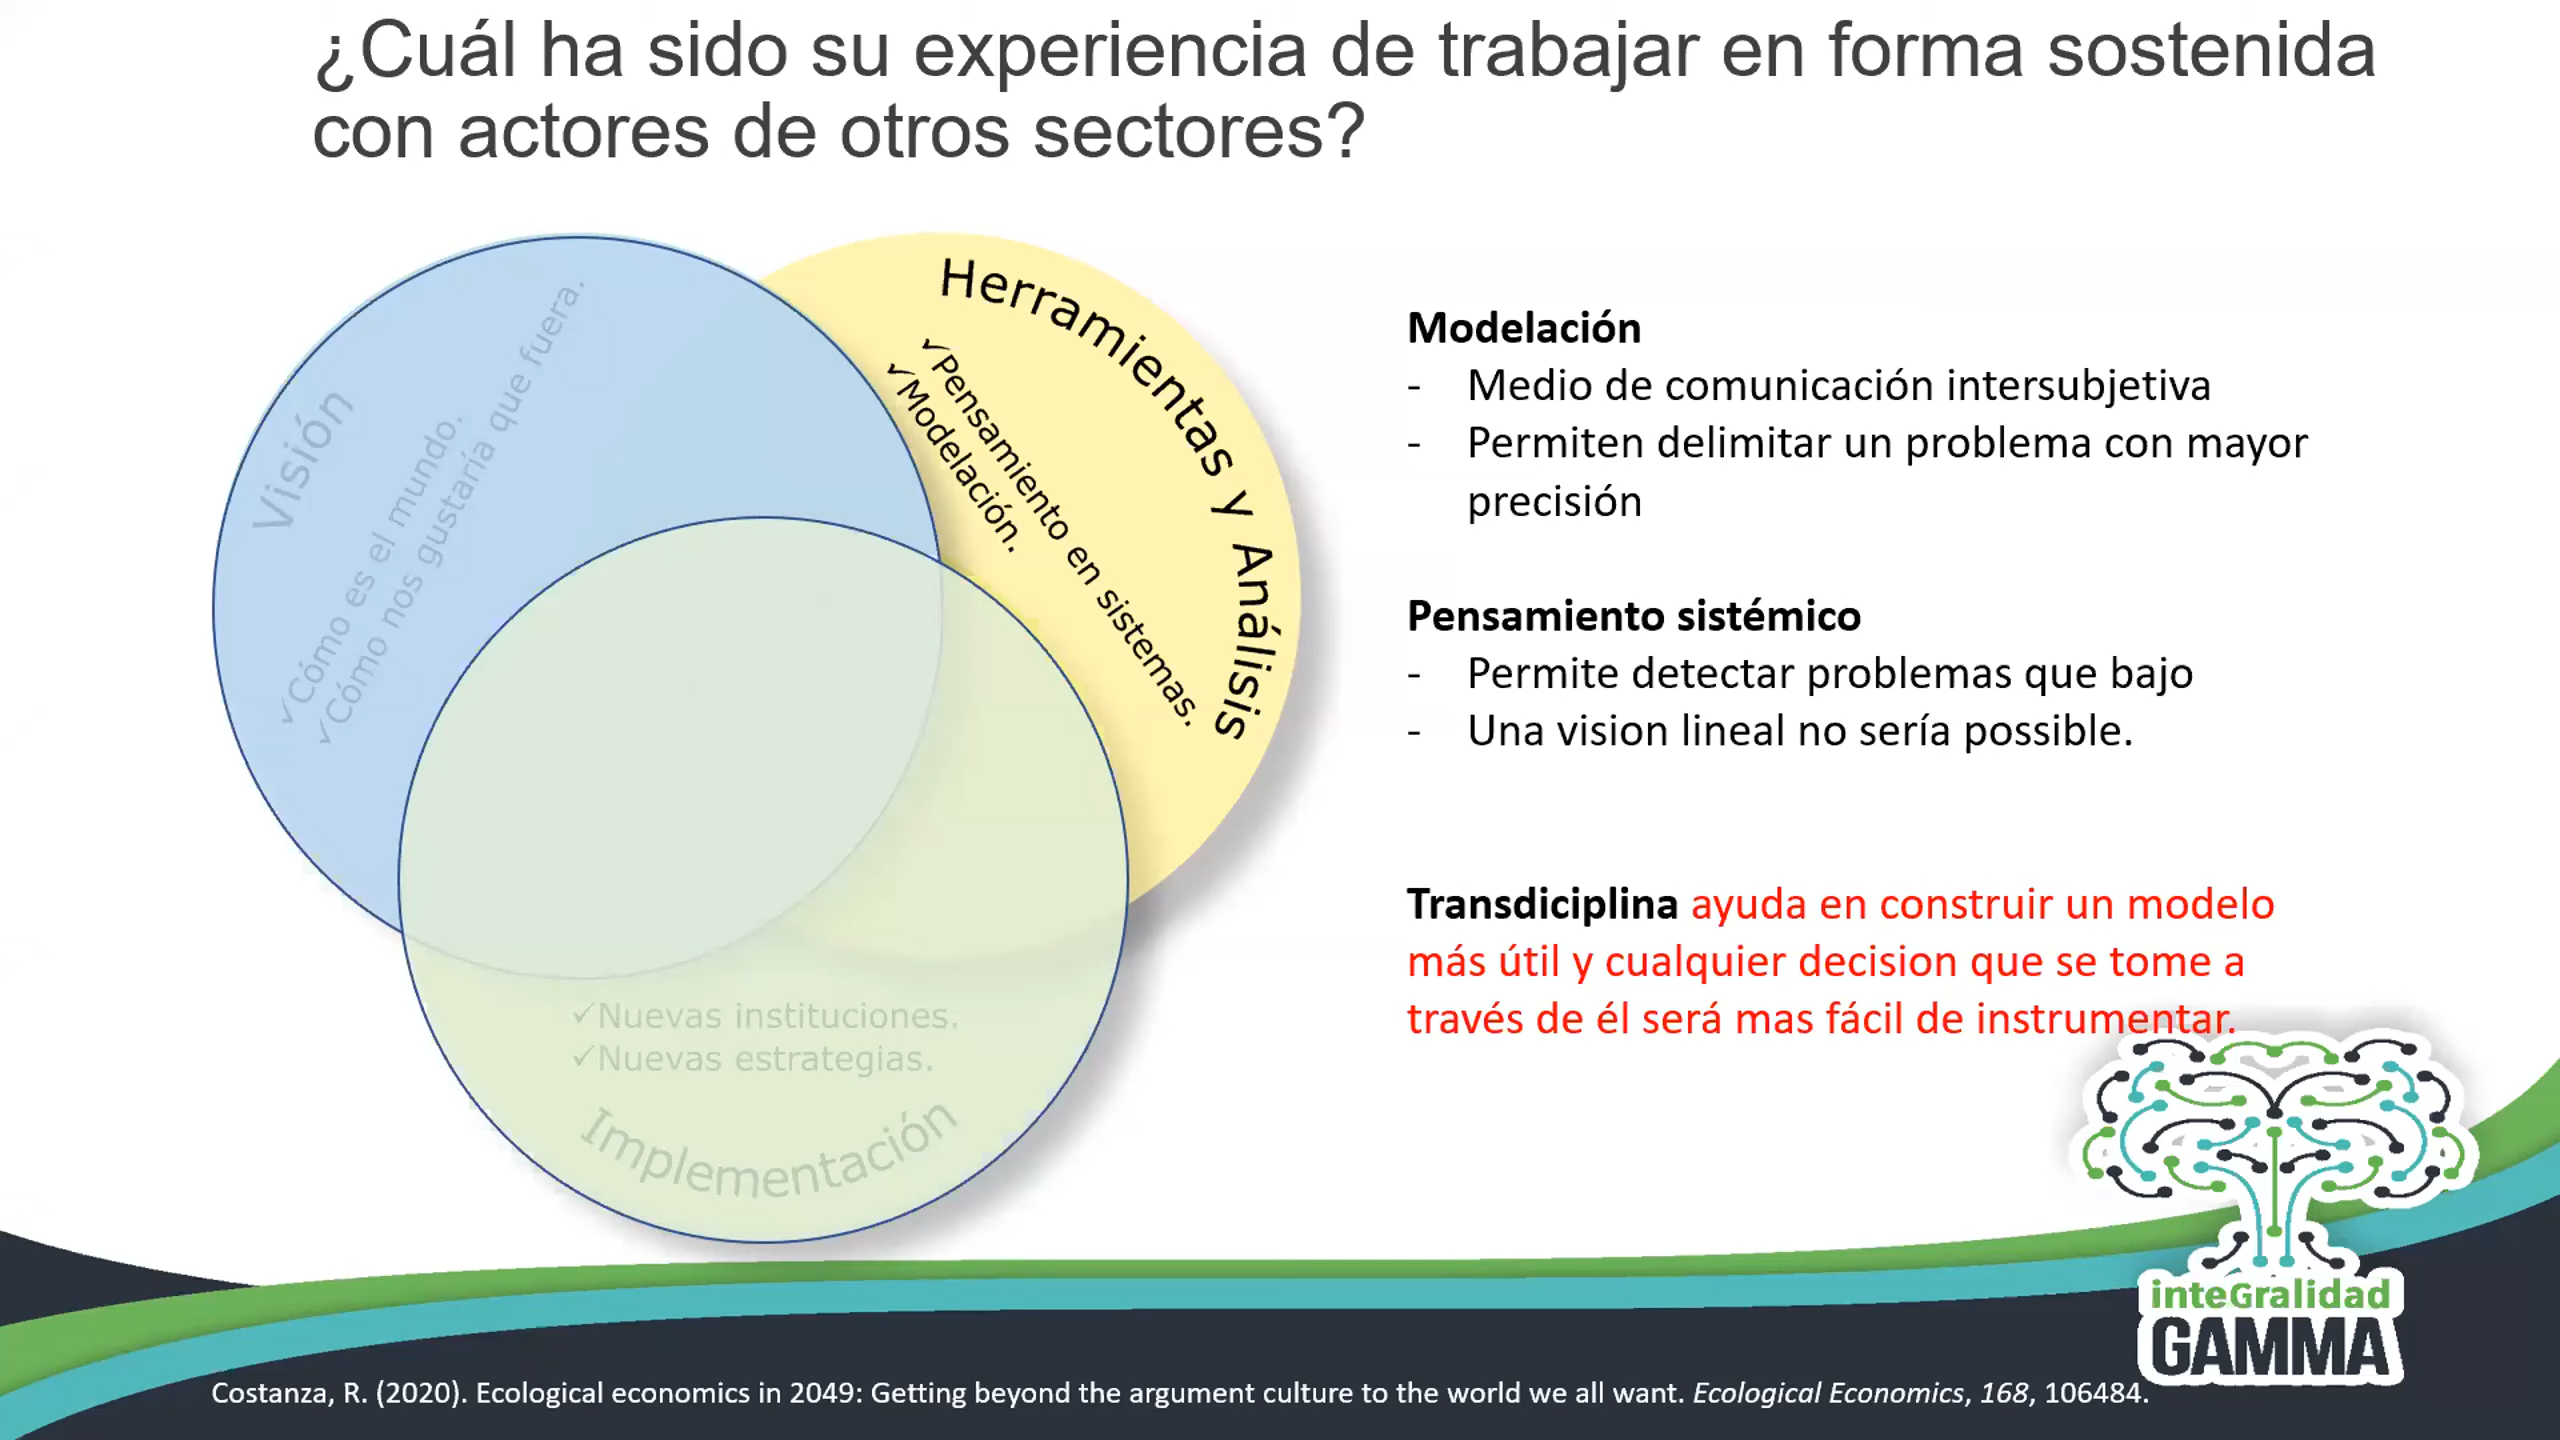 ¿Cuál ha sido su experiencia de trabajar en forma sostenida
con actores de otros sectores?
Visión
✓Cómo es el mundo.
✓Cómo nos gustaría que fuera.
Herramientas y Análisis
✓Pensamiento en sistemas.
✓Modelación.
✓Nuevas instituciones.
✓Nuevas estrategias.
Implementación
Modelación
- Medio de comunicación intersubjetiva
- Permiten delimitar un problema con mayor
precisión
Pensamiento sistémico
- Permite detectar problemas que bajo
- Una vision lineal no sería possible.
Transdiciplina ayuda en construir un modelo
más útil y cualquier decision que se tome a
través de él será mas fácil de instrumentar.
inteGralidad
GAMMA
Costanza, R. (2020). Ecological economics in 2049: Getting beyond the argument culture to the world we all want. Ecological Economics, 168, 106484.